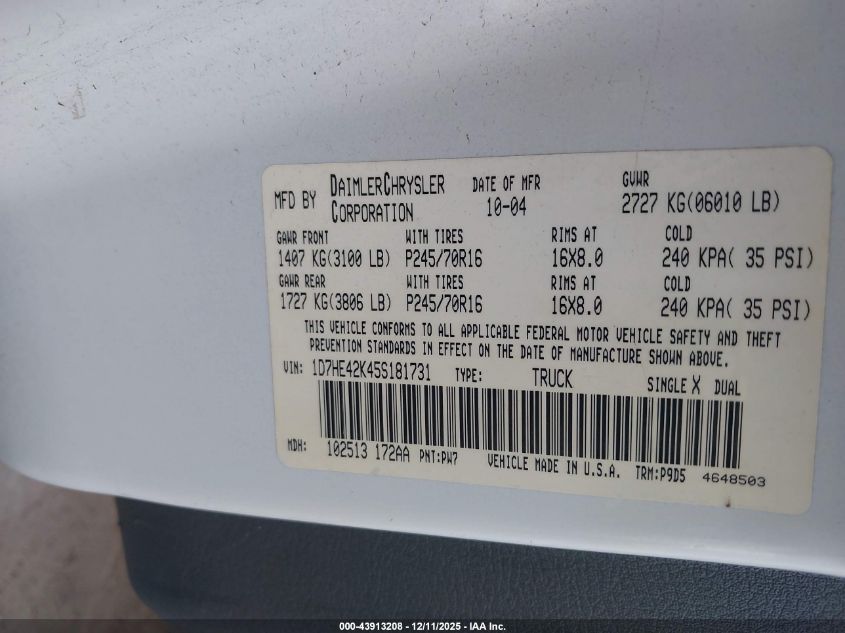 MFD BY DAIMLERCHRYSLER CORPORATION DATE OF MFR 10-04 GVWR 2727 KG(06010 LB)
GAWR FRONT WITH TIRES RIMS AT COLD
1407 KG(3100 LB) P245/70R16 16X8.0 240 KPA( 35 PSI)
GAWR REAR WITH TIRES RIMS AT COLD
1727 KG(3806 LB) P245/70R16 16X8.0 240 KPA( 35 PSI)
THIS VEHICLE CONFORMS TO ALL APPLICABLE FEDERAL MOTOR VEHICLE SAFETY AND THEFT
PREVENTION STANDARDS IN EFFECT ON THE DATE OF MANUFACTURE SHOWN ABOVE.
VIN: 1D7HE42K45S181731 TYPE: TRUCK SINGLE X DUAL
MDH: 102513 172AA PNT:PW7 VEHICLE MADE IN U.S.A. TRM:P9D5 4648503
000-43913208 - 12/11/2025 - IAA Inc.